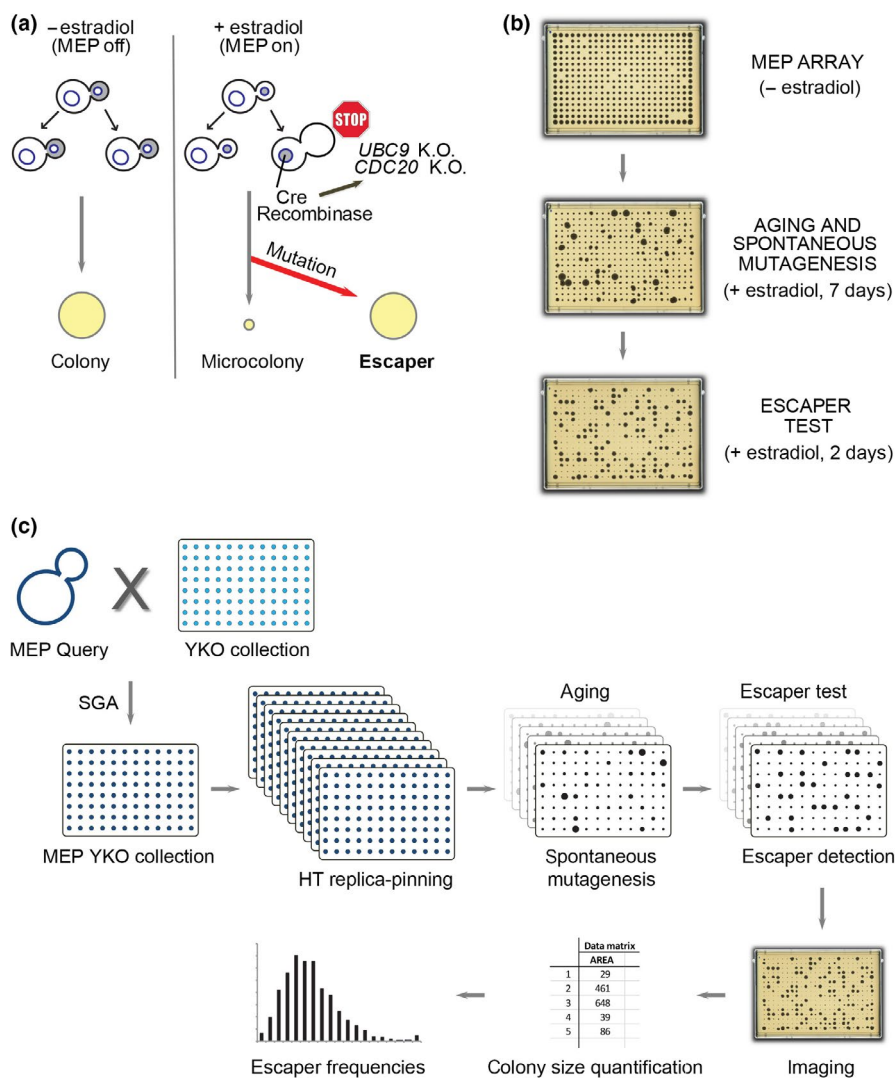 (a)
– estradiol
(MEP off)
+ estradiol
(MEP on)
STOP
UBC9 K.O.
CDC20 K.O.
Cre
Recombinase
Mutation
Colony
Microcolony
Escaper
(b)
MEP ARRAY
(– estradiol)
AGING AND
SPONTANEOUS
MUTAGENESIS
(+ estradiol, 7 days)
ESCAPER
TEST
(+ estradiol, 2 days)
(c)
X
MEP Query
YKO collection
SGA
Aging
Escaper test
MEP YKO collection
HT replica-pinning
Spontaneous
mutagenesis
Escaper detection
Data matrix
AREA
1 29
2 461
3 648
4 39
5 86
Escaper frequencies
Colony size quantification
Imaging